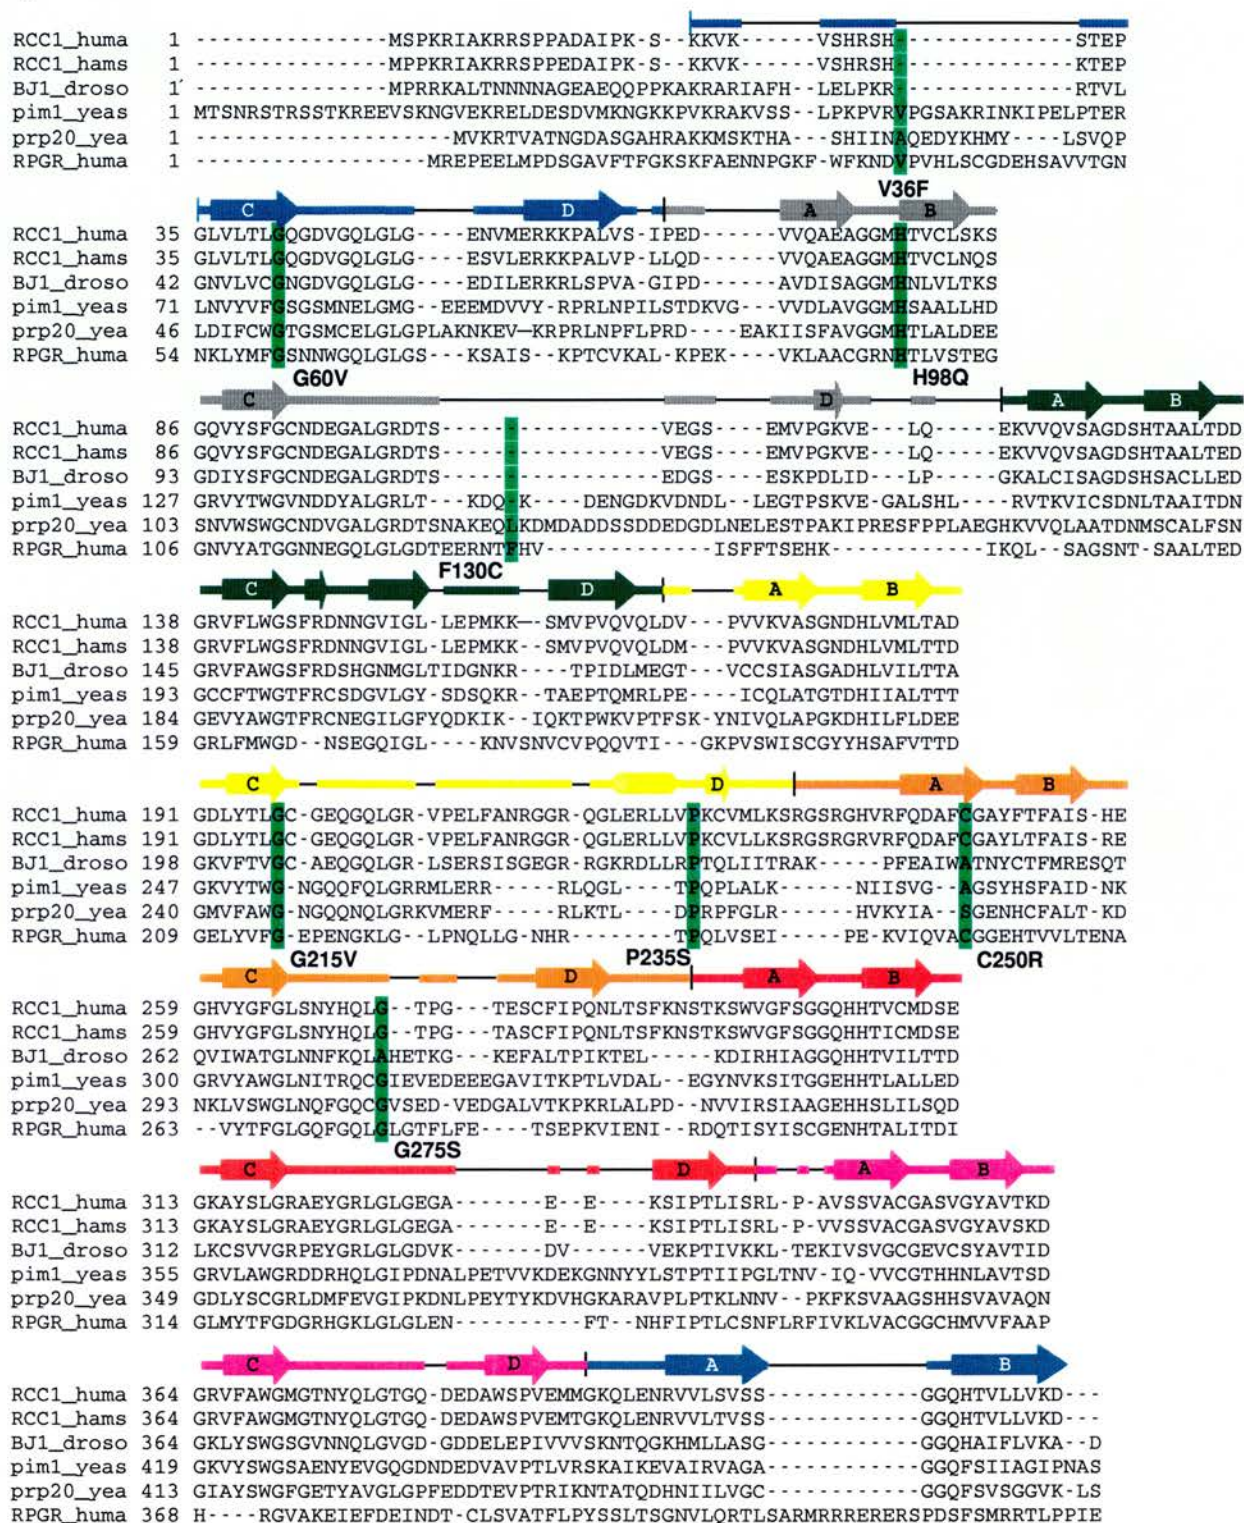 RCC1_huma 1 ---------------MSPKRIAKRRSPPADAIPK-S--KKVK------VSHRSH--------------STEP
RCC1_hams 1 ---------------MPPKRIAKRRSPPEDAIPK-S--KKVK------VSHRSH--------------KTEP
BJ1_droso 1 ---------------MPRRKALTNNNNAGEAEQQPPKAKRARIAFH--LELPKR--------------RTVL
pim1_yeas 1 MTSNRSTRSSTKREEVSKNGVEKRELDESDVMKNGKKPVKRAKVSS--LPKPVRVPGSAKRINKIPELPTER
prp20_yea 1 --------------------MVKRTVATNGDASGAHRAKKMSKTHA--SHIINAQEDYKHMY----LSVQP
RPGR_huma 1 ------------------MREPEELMPDSGAVFTFGKSKFAENNPGKF-WFKNDVPVHLSCGDEHSAVVTGN
V36F
C D A B
RCC1_huma 35 GLVLTLGQGDVGQLGLG---ENVMERKKPALVS-IPED-----VVQAEAGGMHTVCLSKS
RCC1_hams 35 GLVLTLGQGDVGQLGLG---ESVLERKKPALVP-LLQD-----VVQAEAGGMHTVCLNQS
BJ1_droso 42 GNVLVCGNGDVGQLGLG---EDILERKRLSPVA-GIPD-----AVDISAGGMHNLVLTKS
pim1_yeas 71 LNVYVFGSGSMNELGMG---EEEMDVVY-RPRLNPILSTDKVG--VVDLAVGGMHSAALLHD
prp20_yea 46 LDIFCWGTGSMCELGLGPLAKNKEV-KRPRLNPFLPRD----EAKIISFAVGGMHTLALDEE
RPGR_huma 54 NKLYMFGSNNWGQLGLGS---KSAIS--KPTCVKAL-KPEK----VKLAACGRNHTLVSTEG
G60V H98Q
C D A B
RCC1_huma 86 GQVYSFGCNDEGALGRDTS-----------------VEGS----EMVPGKVE---LQ-----EKVVQVSAGDSHTAALTDD
RCC1_hams 86 GQVYSFGCNDEGALGRDTS-----------------VEGS----EMVPGKVE---LQ-----EKVVQVSAGDSHTAALTED
BJ1_droso 93 GDIYSFGCNDEGALGRDTS-----------------EDGS----ESKPDLID---LP-----GKALCISAGDSHSACLLED
pim1_yeas 127 GRVYTWGVNDDYALGRLT---KDQ-K----DENGDKVDNDL--LEGTPSKVE-GALSHL----RVTKVICSDNLTAAITDN
prp20_yea 103 SNVWSWGCNDVGALGRDTSNAKEQLKDMDADDSSDDEDGDLNELESTPAKIPRESFPPLAEGHKVVQLAATDNMSCALFSN
RPGR_huma 106 GNVYATGGNNEGQLGLGDTEERNTFHV-------------ISFFTSEHK------------IKQL--SAGSNT-SAALTED
F130C
C D A B
RCC1_huma 138 GRVFLWGSFRDNNGVIGL-LEPMKK--SMVPVQVQLDV---PVVKVASGNDHLVMLTAD
RCC1_hams 138 GRVFLWGSFRDNNGVIGL-LEPMKK--SMVPVQVQLDM---PVVKVASGNDHLVMLTTD
BJ1_droso 145 GRVFAWGSFRDSHGNMGLTIDGNKR----TPIDLMEGT---VCCSIASGADHLVILTTA
pim1_yeas 193 GCCFTWGTFRCSDGVLGY-SDSQKR---TAEPTQMRLPE-----ICQLATGTDHIIALTTT
prp20_yea 184 GEVYAWGTFRCNEGILGFYQDKIK--IQKTPWKVPTFSK-YNIVQLAPGKDHILFLDEE
RPGR_huma 159 GRLFMWGD--NSEGQIGL----KNVSNVCVPQQVTI---GKPVSWISCGYYHSAFVTTD
C D A B
RCC1_huma 191 GDLYTLGC-GEQGQLGR-VPELFANRGGR-QGLERLLVPKCVMLKSRGSRGHVRFQDAFCGAYFTFAIS-HE
RCC1_hams 191 GDLYTLGC-GEQGQLGR-VPELFANRGGR-QGLERLLVPKCVLLKSRGSRGRVRFQDAFCGAYLTFAIS-RE
BJ1_droso 198 GKVFTVGC-AEQGQLGR-LSERSISGEGR-RGKRDLLRPTQLIITRAK-----PFEAIWATNYCTFMRESQT
pim1_yeas 247 GKVYTWG-NGQQFQLGRRMLERR------RLQGL----TPQPLALK------NIISVG--AGSYHSFAID-NK
prp20_yea 240 GMVFAWG-NGQQNQLGRKVMERF------RLKTL----DPRPFGLR------HVKYIA--SGENHCFALT-KD
RPGR_huma 209 GELYVFG-EPENGKLG--LPNQLLG-NHR---------TPQLVSEI-----PE-KVIQVACGGEHTVVLTENA
G215V P235S C250R
C D A B
RCC1_huma 259 GHVYGFGLSNYHQLG--TPG---TESCFIPQNLTSFKNSTKSWVGFSGGQHHTVCMDSE
RCC1_hams 259 GHVYGFGLSNYHQLG--TPG---TASCFIPQNLTSFKNSTKSWVGFSGGQHHTICMDSE
BJ1_droso 262 QVIWATGLNNFKQLAHETKG---KEFALTPIKTEL-----KDIRHIAGGQHHTVILTTD
pim1_yeas 300 GRVYAWGLNITRQCGIEVEDEEEGAVITKPTLVDAL--EGYNVKSITGGEHHTLALLED
prp20_yea 293 NKLVSWGLNQFGQCGVSED-VEDGALVTKPKRLALPD--NVVIRSIAAGEHHSLILSQD
RPGR_huma 263 --VYTFGLGQFGQLGLGTFLFE----TSEPKVIENI--RDQTISYISCGENHTALITDI
G275S
C D A B
RCC1_huma 313 GKAYSLGRAEYGRLGLGEGA-------E--E----KSIPTLISRL-P-AVSSVACGASVGYAVTKD
RCC1_hams 313 GKAYSLGRAEYGRLGLGEGA-------E--E----KSIPTLISRL-P-VVSSVACGASVGYAVSKD
BJ1_droso 312 LKCSVVGRPEYGRLGLGDVK-------DV------VEKPTIVKKL-TEKIVSVGCGEVCSYAVTID
pim1_yeas 355 GRVLAWGRDDRHQLGIPDNALPETVVKDEKGNNYYLSTPTIIPGLTNV-IQ-VVCGTHHNLAVTSD
prp20_yea 349 GDLYSCGRLDMFEVGIPKDNLPEYTYKDVHGKARAVPLPTKLNNV--PKFKSVAAGSHHSVAVAQN
RPGR_huma 314 GLMYTFGDGRHGKLGLGLEN----------FT--NHFIPTLCSNFLRFIVKLVACGGCHMVVFAAP
C D A B
RCC1_huma 364 GRVFAWGMGTNYQLGTGQ-DEDAWSPVEMMGKQLENRVVLSVSS------------GGQHTVLLVKD---
RCC1_hams 364 GRVFAWGMGTNYQLGTGQ-DEDAWSPVEMTGKQLENRVVLTVSS------------GGQHTVLLVKD---
BJ1_droso 364 GKLYSWGSGVNNQLGVGD-GDDELEPIVVVSKNTQGKHMLLASG------------GGQHAIFLVKA--D
pim1_yeas 419 GKVYSWGSAENYEVGQGDNDEDVAVPTLVRSKAIKEVAIRVAGA------------GGQFSIIAGIPNAS
prp20_yea 413 GIAYSWGFGETYAVGLGPFEDDTEVPTRIKNTATQDHNIILVGC------------GGQFSVSGGVK-LS
RPGR_huma 368 H----RGVAKEIEFDEINDT-CLSVATFLPYSSLTSGNVLQRTLSARMRRRERERSPDSFSMRRTLPPIE